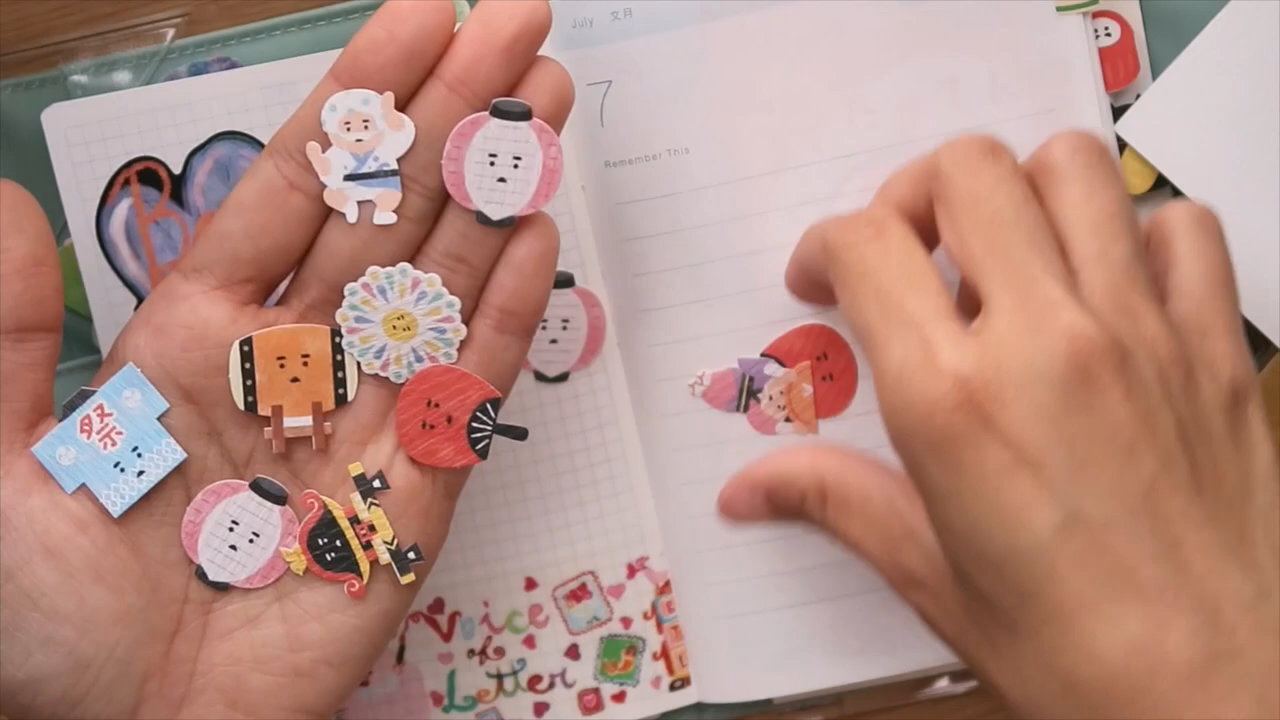 July 文月
7
Remember This
祭
Voice
of
Letter